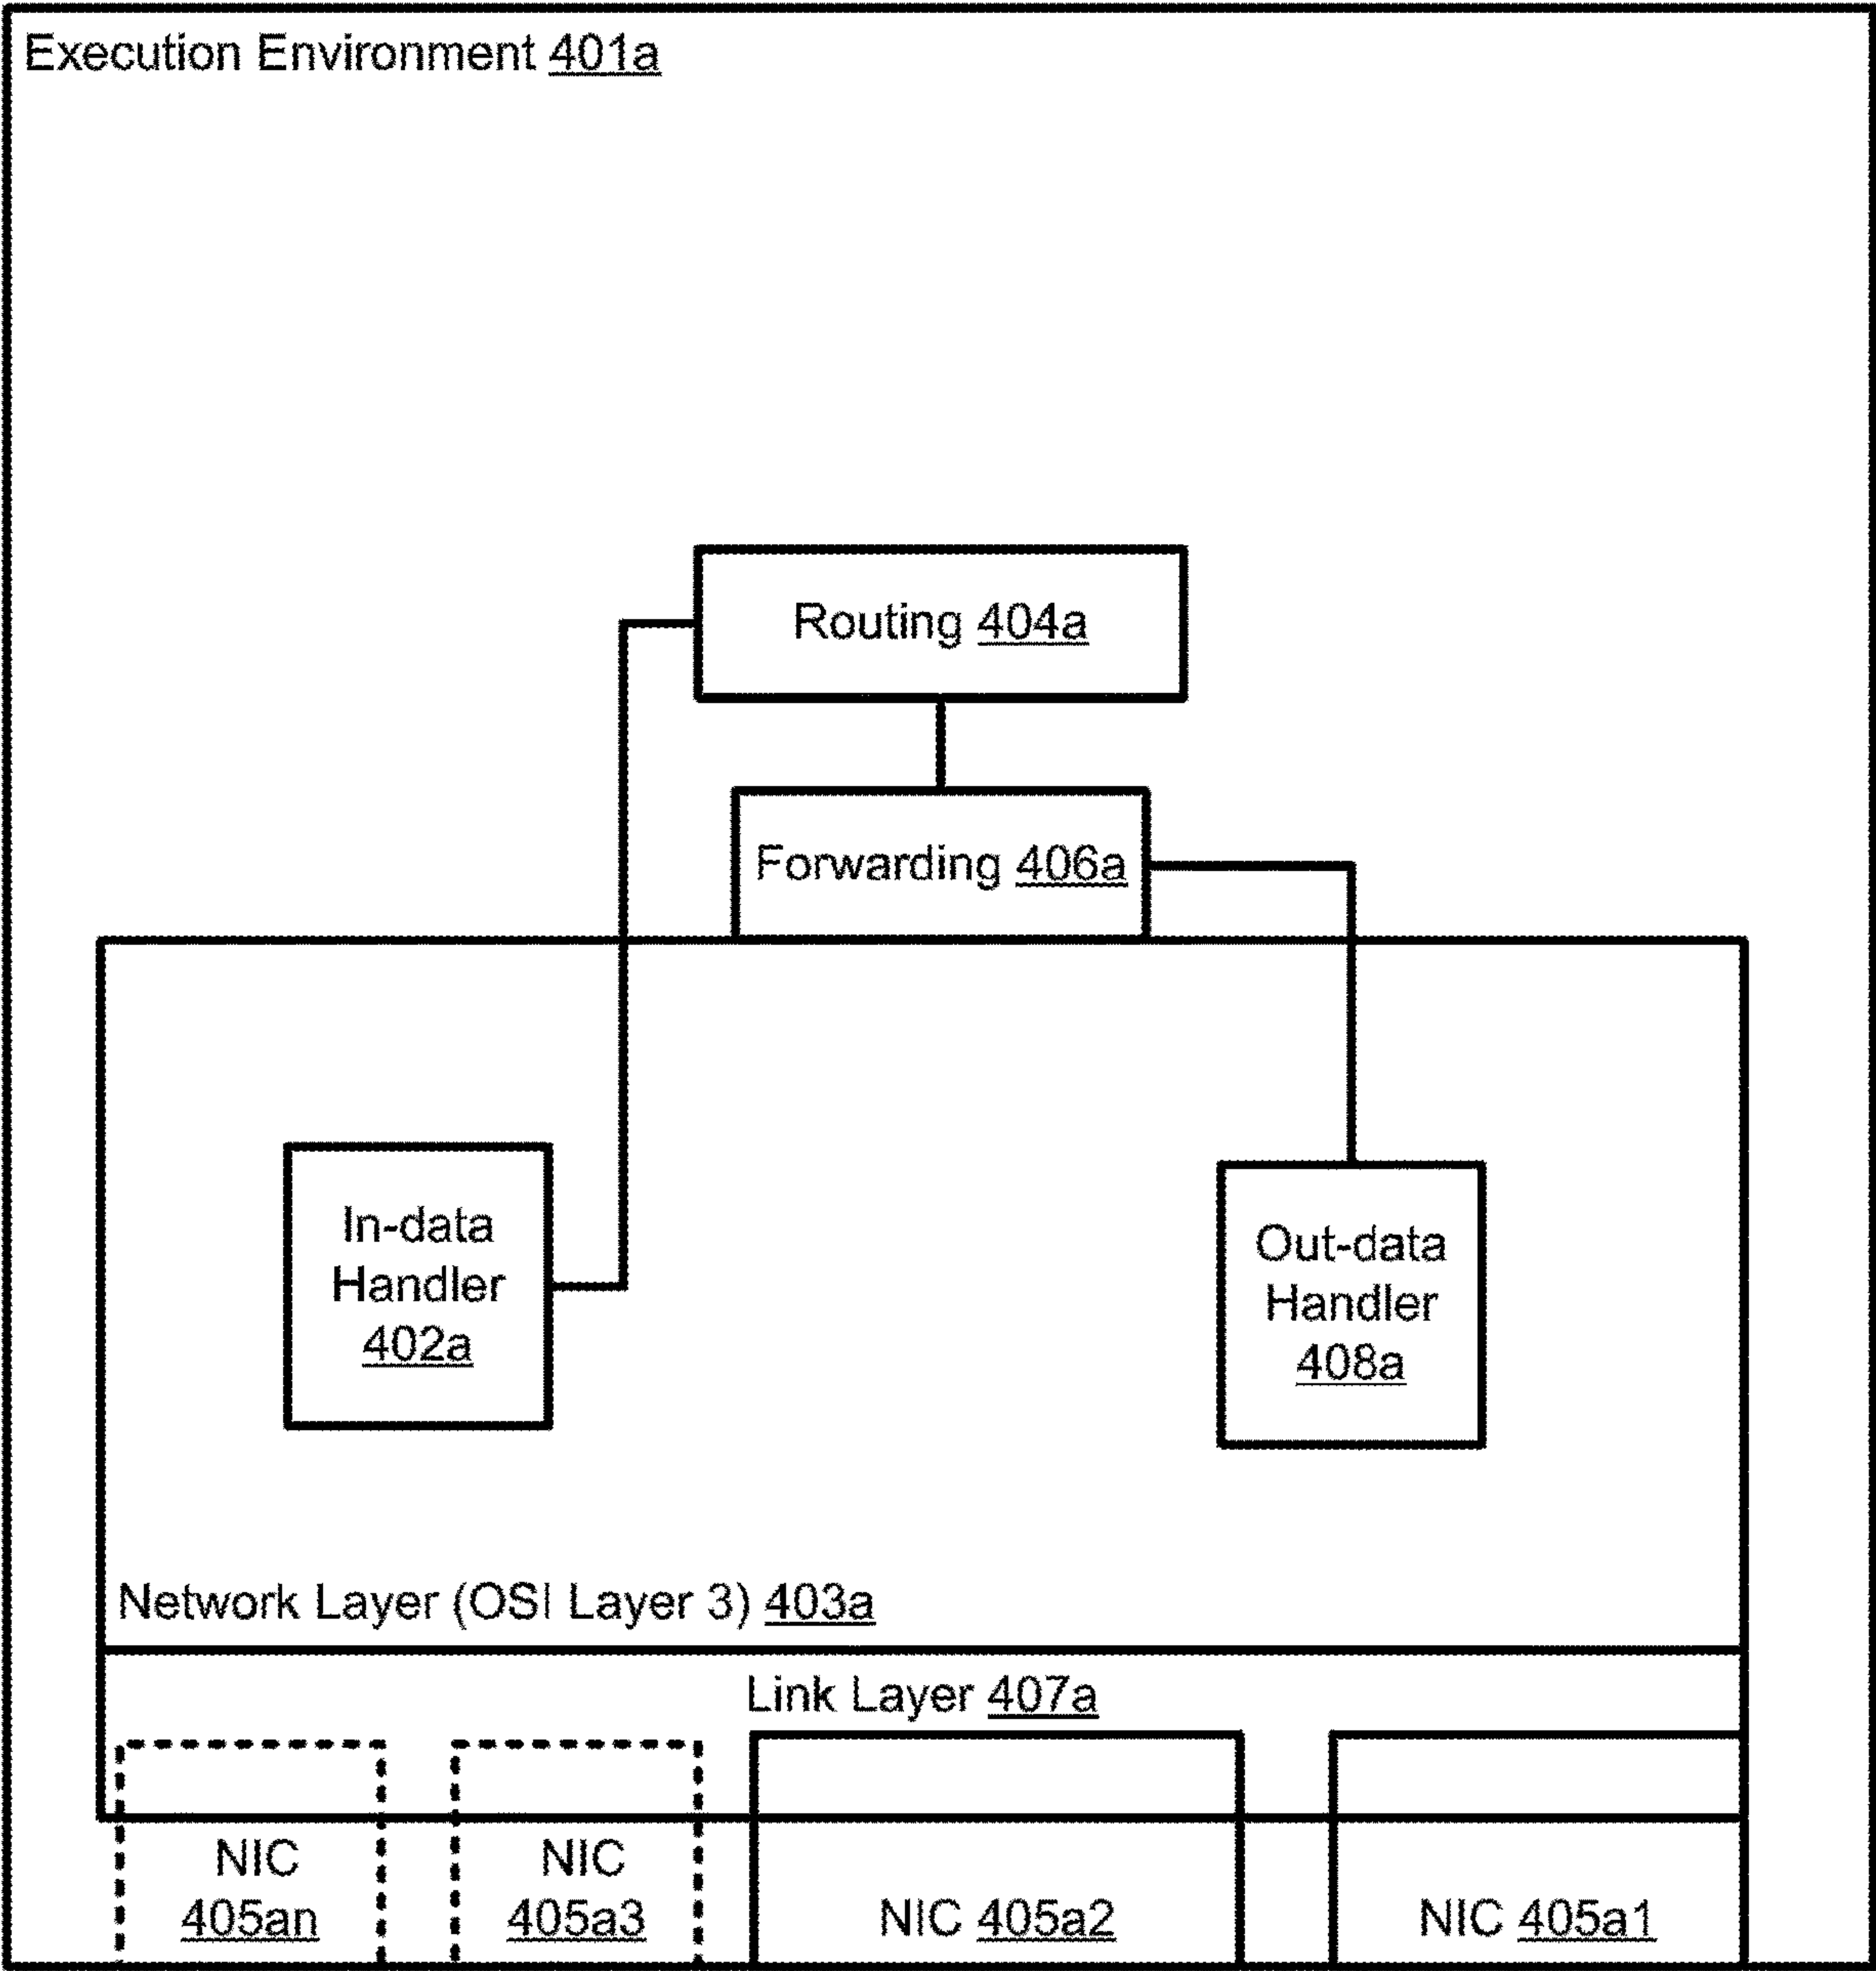 Execution Environment 401a
Routing 404a
Forwarding 406a
In-data
Handler
402a
Out-data
Handler
408a
Network Layer (OSI Layer 3) 403a
Link Layer 407a
NIC
405an
NIC
405a3
NIC 405a2
NIC 405a1